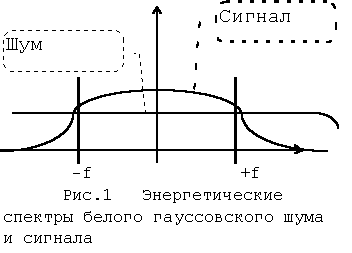 Сигнал
Шум
-f
+f
Рис.1 Энергетические
спектры белого гауссовского шума
и сигнала